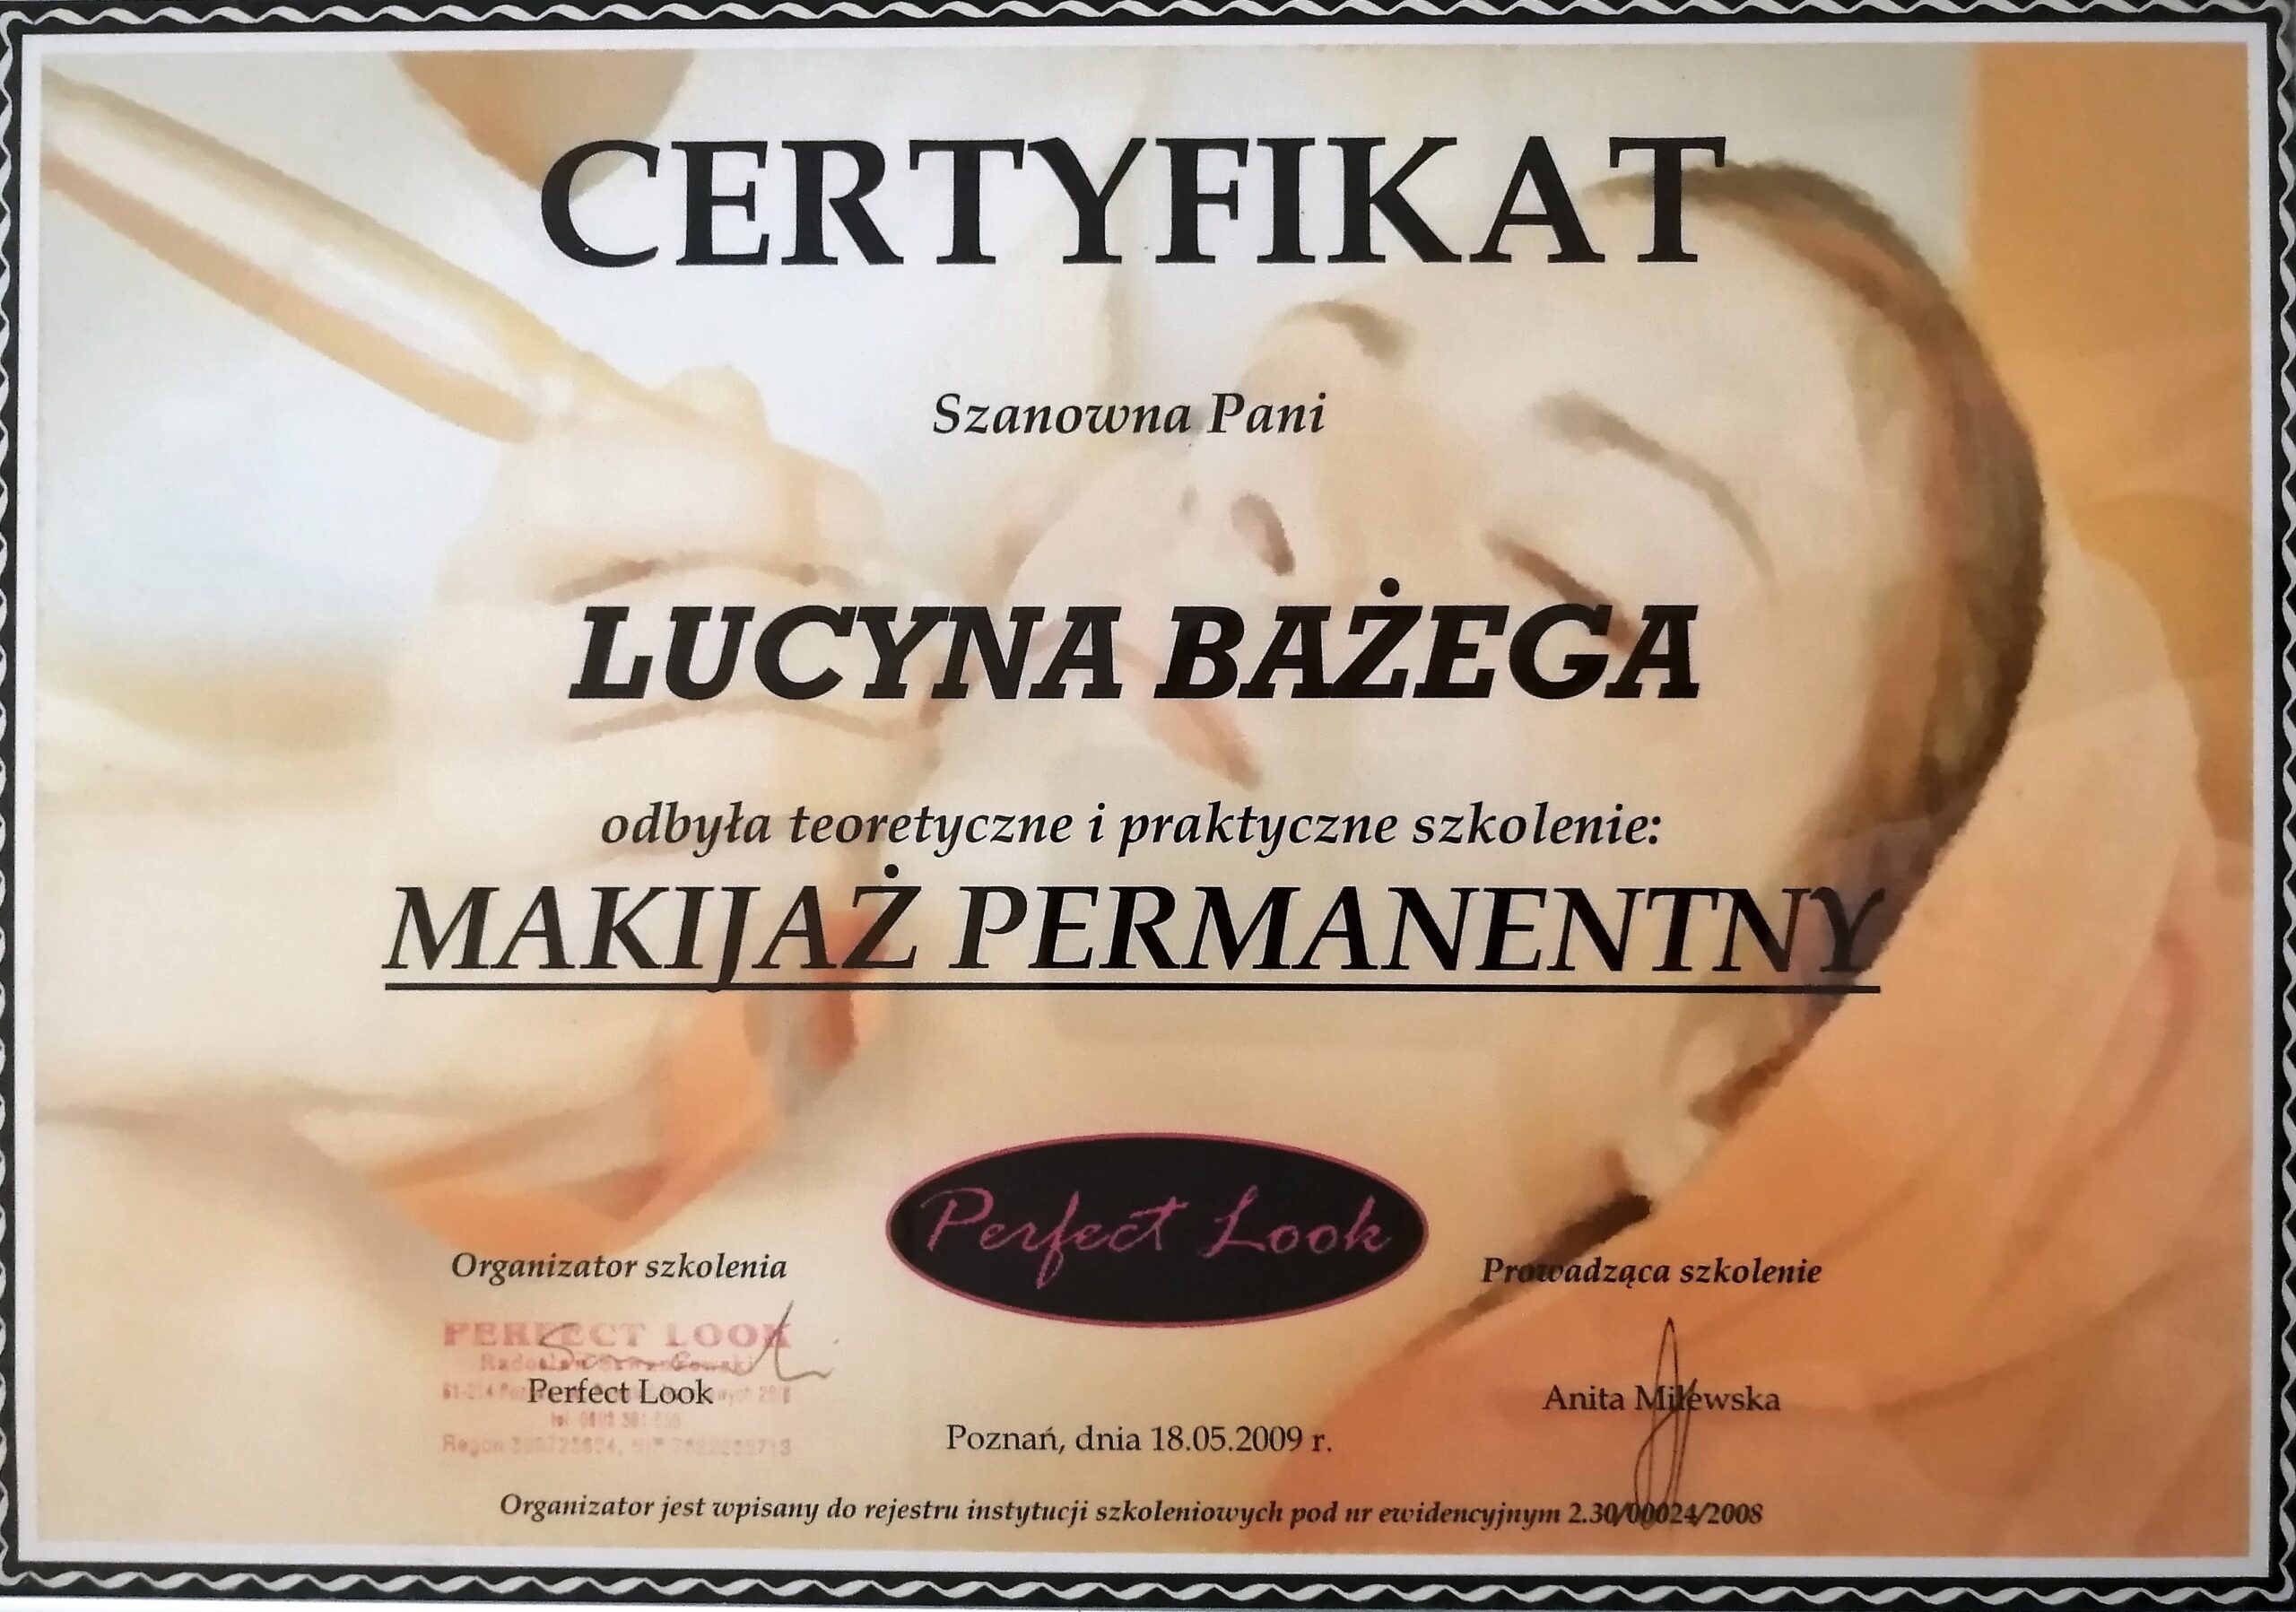 CERTYFIKAT
Szanowna Pani
LUCYNA BAŻEGA
odbyła teoretyczne i praktyczne szkolenie:
MAKIJAŻ PERMANENTNY
Perfect Look
Organizator szkolenia
Prowadząca szkolenie
PERFECT LOOK
Perfect Look
Anita Milewska
Poznań, dnia 18.05.2009 r.
Organizator jest wpisany do rejestru instytucji szkoleniowych pod nr ewidencyjnym 2.30/00024/2008